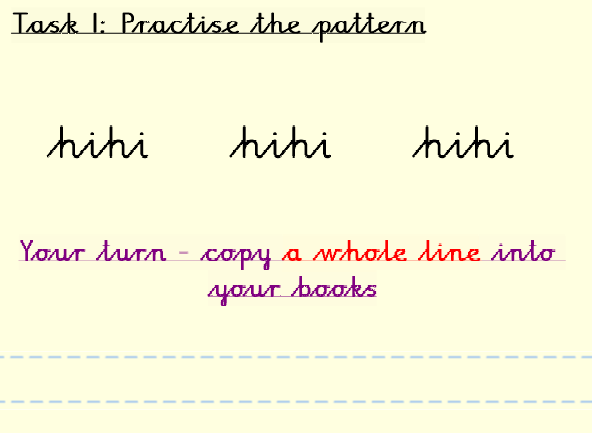 Task 1: Practise the pattern
hihi hihi hihi
Your turn - copy a whole line into
your books